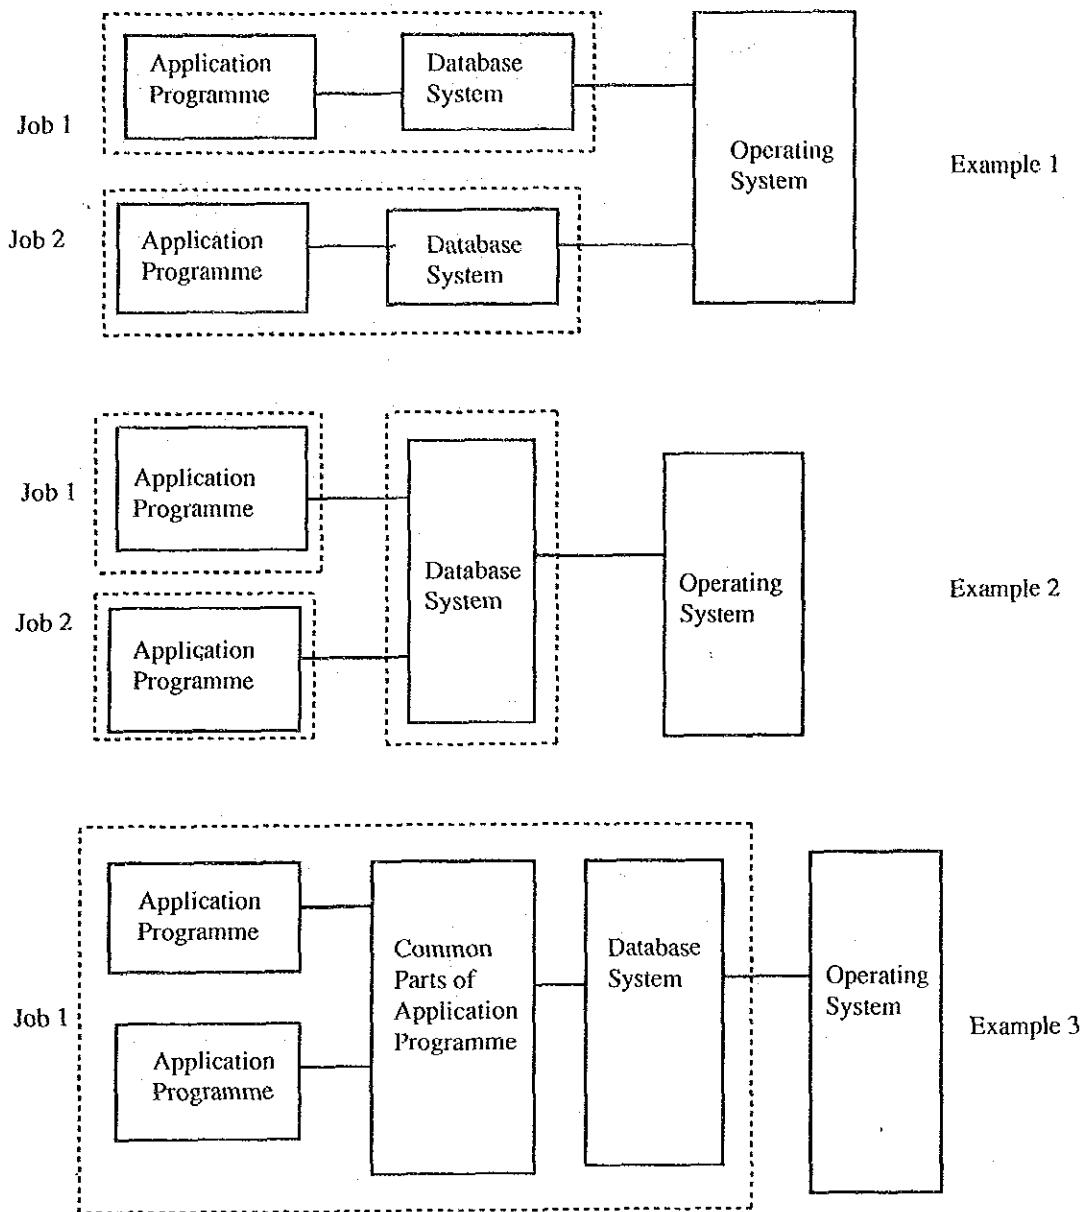 Job 1
Application
Programme
Database
System
Operating
System
Example 1
Job 2
Application
Programme
Database
System
Job 1
Application
Programme
Database
System
Operating
System
Example 2
Job 2
Application
Programme
Job 1
Application
Programme
Application
Programme
Common
Parts of
Application
Programme
Database
System
Operating
System
Example 3